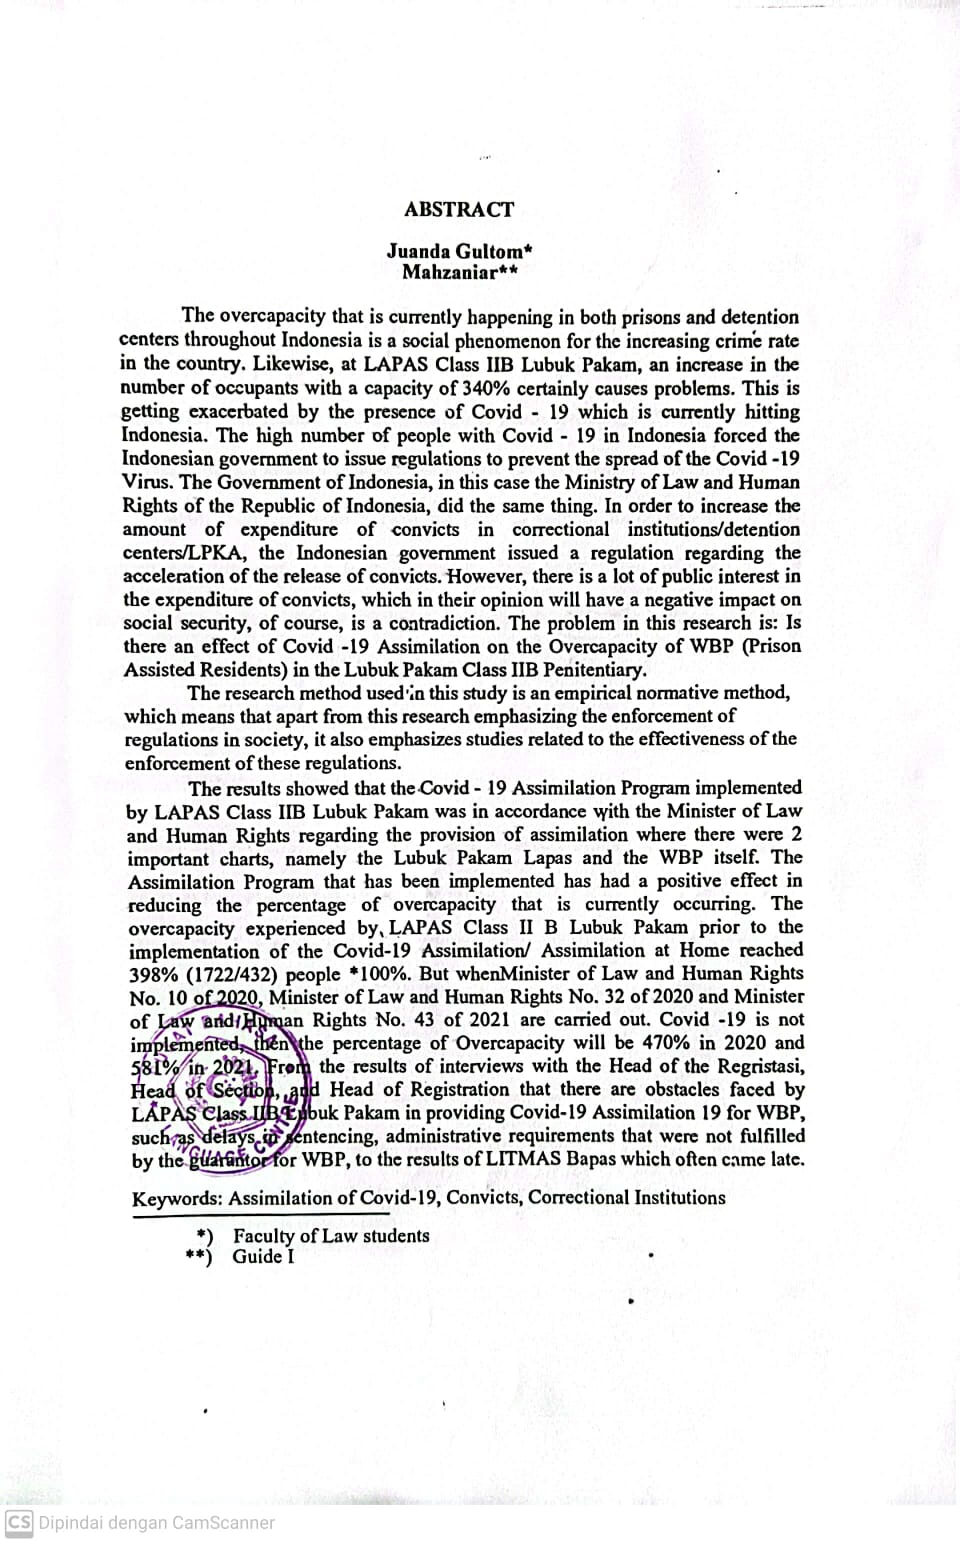 ABSTRACT
Juanda Gultom*
Mahzaniar**
The overcapacity that is currently happening in both prisons and detention
centers throughout Indonesia is a social phenomenon for the increasing crime rate
in the country. Likewise, at LAPAS Class IIB Lubuk Pakam, an increase in the
number of occupants with a capacity of 340% certainly causes problems. This is
getting exacerbated by the presence of Covid - 19 which is currently hitting
Indonesia. The high number of people with Covid - 19 in Indonesia forced the
Indonesian government to issue regulations to prevent the spread of the Covid -19
Virus. The Government of Indonesia, in this case the Ministry of Law and Human
Rights of the Republic of Indonesia, did the same thing. In order to increase the
amount of expenditure of convicts in correctional institutions/detention
centers/LPKA, the Indonesian government issued a regulation regarding the
acceleration of the release of convicts. However, there is a lot of public interest in
the expenditure of convicts, which in their opinion will have a negative impact on
social security, of course, is a contradiction. The problem in this research is: Is
there an effect of Covid -19 Assimilation on the Overcapacity of WBP (Prison
Assisted Residents) in the Lubuk Pakam Class IIB Penitentiary.
The research method used in this study is an empirical normative method,
which means that apart from this research emphasizing the enforcement of
regulations in society, it also emphasizes studies related to the effectiveness of the
enforcement of these regulations.
The results showed that the Covid - 19 Assimilation Program implemented
by LAPAS Class IIB Lubuk Pakam was in accordance with the Minister of Law
and Human Rights regarding the provision of assimilation where there were 2
important charts, namely the Lubuk Pakam Lapas and the WBP itself. The
Assimilation Program that has been implemented has had a positive effect in
reducing the percentage of overcapacity that is currently occurring. The
overcapacity experienced by LAPAS Class II B Lubuk Pakam prior to the
implementation of the Covid-19 Assimilation/ Assimilation at Home reached
398% (1722/432) people *100%. But whenMinister of Law and Human Rights
No. 10 of 2020, Minister of Law and Human Rights No. 32 of 2020 and Minister
of Law and Human Rights No. 43 of 2021 are carried out. Covid -19 is not
implemented, then the percentage of Overcapacity will be 470% in 2020 and
581% in 2021. From the results of interviews with the Head of the Regristasi,
Head of Section, and Head of Registration that there are obstacles faced by
LAPAS Class IIB Lubuk Pakam in providing Covid-19 Assimilation 19 for WBP,
such as delays in sentencing, administrative requirements that were not fulfilled
by the guarantor for WBP, to the results of LITMAS Bapas which often came late.
Keywords: Assimilation of Covid-19, Convicts, Correctional Institutions
*) Faculty of Law students
**) Guide I
LANGUAGE CENTRE
CS Dipindai dengan CamScanner